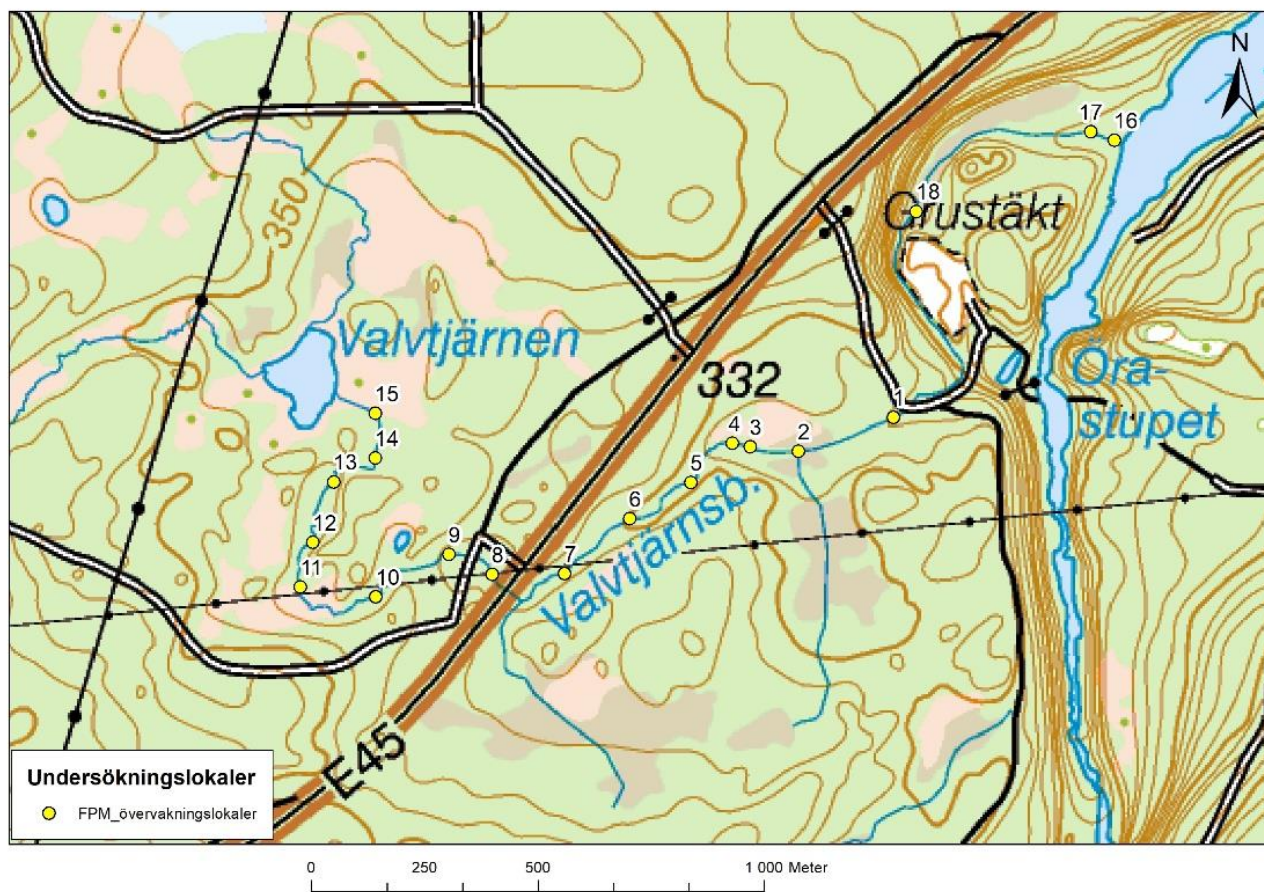 N
17
16
18
Grustäkt
350
Valvtjärnen
332
Öra-
stupet
15
14
13
12
11
10
9
8
7
6
5
4
3
2
1
Valvtjärnsb.
E45
Undersökningslokaler
FPM_övervakningslokaler
0 250 500 1 000 Meter